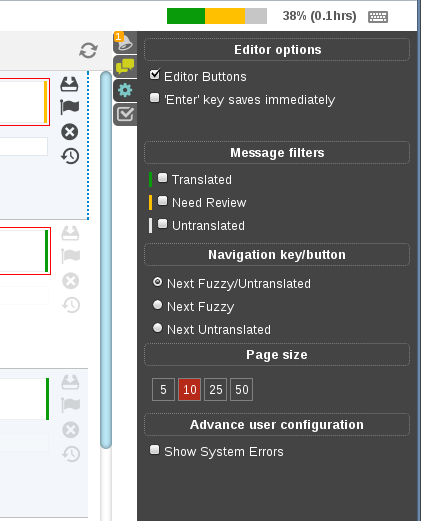 38% (0.1hrs)
1
Editor options
Editor Buttons
'Enter' key saves immediately
Message filters
Translated
Need Review
Untranslated
Navigation key/button
Next Fuzzy/Untranslated
Next Fuzzy
Next Untranslated
Page size
5 10 25 50
Advance user configuration
Show System Errors